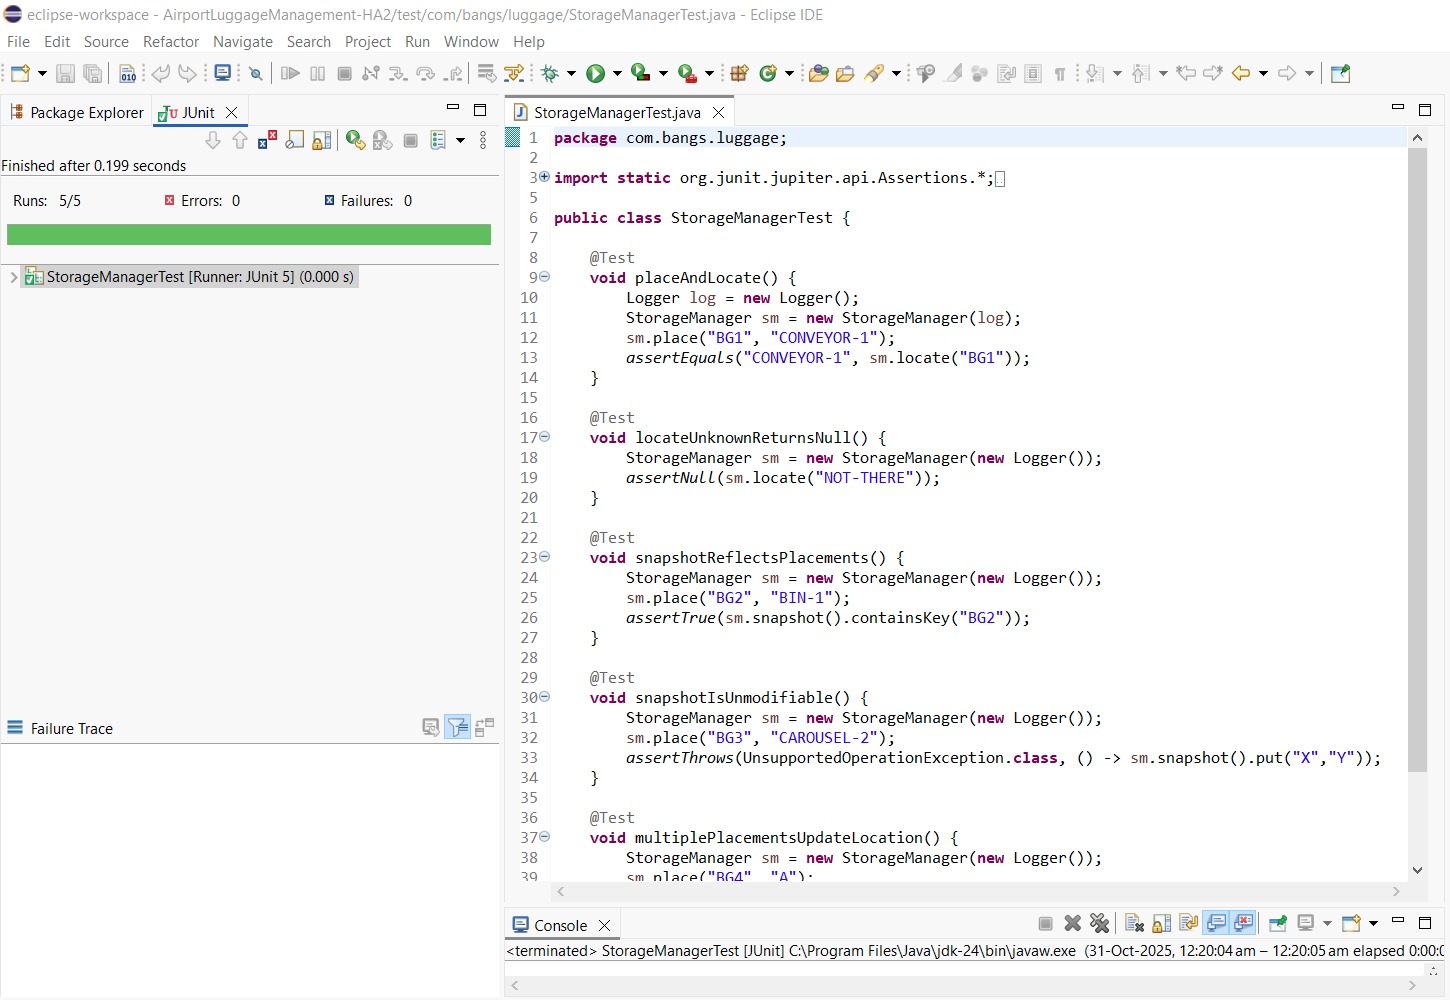 eclipse-workspace - AirportLuggageManagement-HA2/test/com/bangs/luggage/StorageManagerTest.java - Eclipse IDE
File Edit Source Refactor Navigate Search Project Run Window Help
Package Explorer JUnit
Finished after 0.199 seconds
Runs: 5/5 Errors: 0 Failures: 0
StorageManagerTest [Runner: JUnit 5] (0.000 s)
Failure Trace
StorageManagerTest.java
1 package com.bangs.luggage;
2
3 import static org.junit.jupiter.api.Assertions.*;
5
6 public class StorageManagerTest {
7
8 @Test
9 void placeAndLocate() {
10 Logger log = new Logger();
11 StorageManager sm = new StorageManager(log);
12 sm.place("BG1", "CONVEYOR-1");
13 assertEquals("CONVEYOR-1", sm.locate("BG1"));
14 }
15
16 @Test
17 void locateUnknownReturnsNull() {
18 StorageManager sm = new StorageManager(new Logger());
19 assertNull(sm.locate("NOT-THERE"));
20 }
21
22 @Test
23 void snapshotReflectsPlacements() {
24 StorageManager sm = new StorageManager(new Logger());
25 sm.place("BG2", "BIN-1");
26 assertTrue(sm.snapshot().containsKey("BG2"));
27 }
28
29 @Test
30 void snapshotIsUnmodifiable() {
31 StorageManager sm = new StorageManager(new Logger());
32 sm.place("BG3", "CAROUSEL-2");
33 assertThrows(UnsupportedOperationException.class, () -> sm.snapshot().put("X","Y"));
34 }
35
36 @Test
37 void multiplePlacementsUpdateLocation() {
38 StorageManager sm = new StorageManager(new Logger());
39 sm.place("BG4", "A");
Console
<terminated> StorageManagerTest [JUnit] C:\Program Files\Java\jdk-24\bin\javaw.exe (31-Oct-2025, 12:20:04 am – 12:20:05 am elapsed 0:00:0